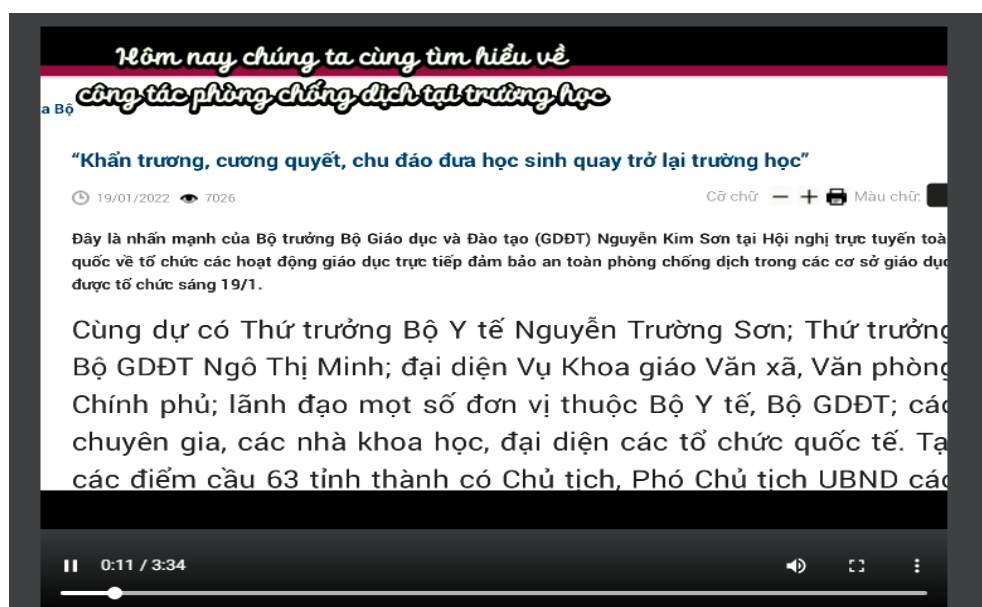 Hôm nay chúng ta cùng tìm hiểu về
công tác phòng chống dịch tại trường học
a Bộ
“Khẩn trương, cương quyết, chu đáo đưa học sinh quay trở lại trường học”
19/01/2022 7026 Cỡ chữ − + Màu chữ:
Đây là nhấn mạnh của Bộ trưởng Bộ Giáo dục và Đào tạo (GDĐT) Nguyễn Kim Sơn tại Hội nghị trực tuyến toà
quốc về tổ chức các hoạt động giáo dục trực tiếp đảm bảo an toàn phòng chống dịch trong các cơ sở giáo dục
được tổ chức sáng 19/1.
Cùng dự có Thứ trưởng Bộ Y tế Nguyễn Trường Sơn; Thứ trưởng
Bộ GDĐT Ngô Thị Minh; đại diện Vụ Khoa giáo Văn xã, Văn phòng
Chính phủ; lãnh đạo một số đơn vị thuộc Bộ Y tế, Bộ GDĐT; các
chuyên gia, các nhà khoa học, đại diện các tổ chức quốc tế. Tạ
các điểm cầu 63 tỉnh thành có Chủ tịch, Phó Chủ tịch UBND các
0:11 / 3:34